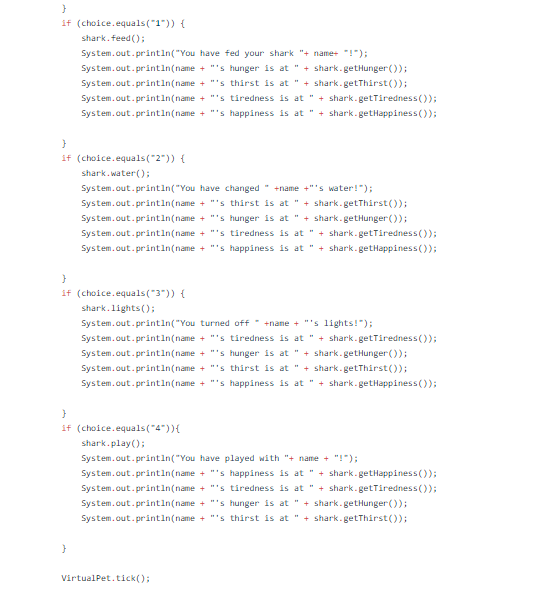 }
if (choice.equals("1")) {
shark.feed();
System.out.println("You have fed your shark "+ name+ "!");
System.out.println(name + "'s hunger is at " + shark.getHunger());
System.out.println(name + "'s thirst is at " + shark.getThirst());
System.out.println(name + "'s tiredness is at " + shark.getTiredness());
System.out.println(name + "'s happiness is at " + shark.getHappiness());
}
if (choice.equals("2")) {
shark.water();
System.out.println("You have changed " +name +"'s water!");
System.out.println(name + "'s thirst is at " + shark.getThirst());
System.out.println(name + "'s hunger is at " + shark.getHunger());
System.out.println(name + "'s tiredness is at " + shark.getTiredness());
System.out.println(name + "'s happiness is at " + shark.getHappiness());
}
if (choice.equals("3")) {
shark.lights();
System.out.println("You turned off " +name + "'s lights!");
System.out.println(name + "'s tiredness is at " + shark.getTiredness());
System.out.println(name + "'s hunger is at " + shark.getHunger());
System.out.println(name + "'s thirst is at " + shark.getThirst());
System.out.println(name + "'s happiness is at " + shark.getHappiness());
}
if (choice.equals("4")){
shark.play();
System.out.println("You have played with "+ name + "!");
System.out.println(name + "'s happiness is at " + shark.getHappiness());
System.out.println(name + "'s tiredness is at " + shark.getTiredness());
System.out.println(name + "'s hunger is at " + shark.getHunger());
System.out.println(name + "'s thirst is at " + shark.getThirst());
}
VirtualPet.tick();